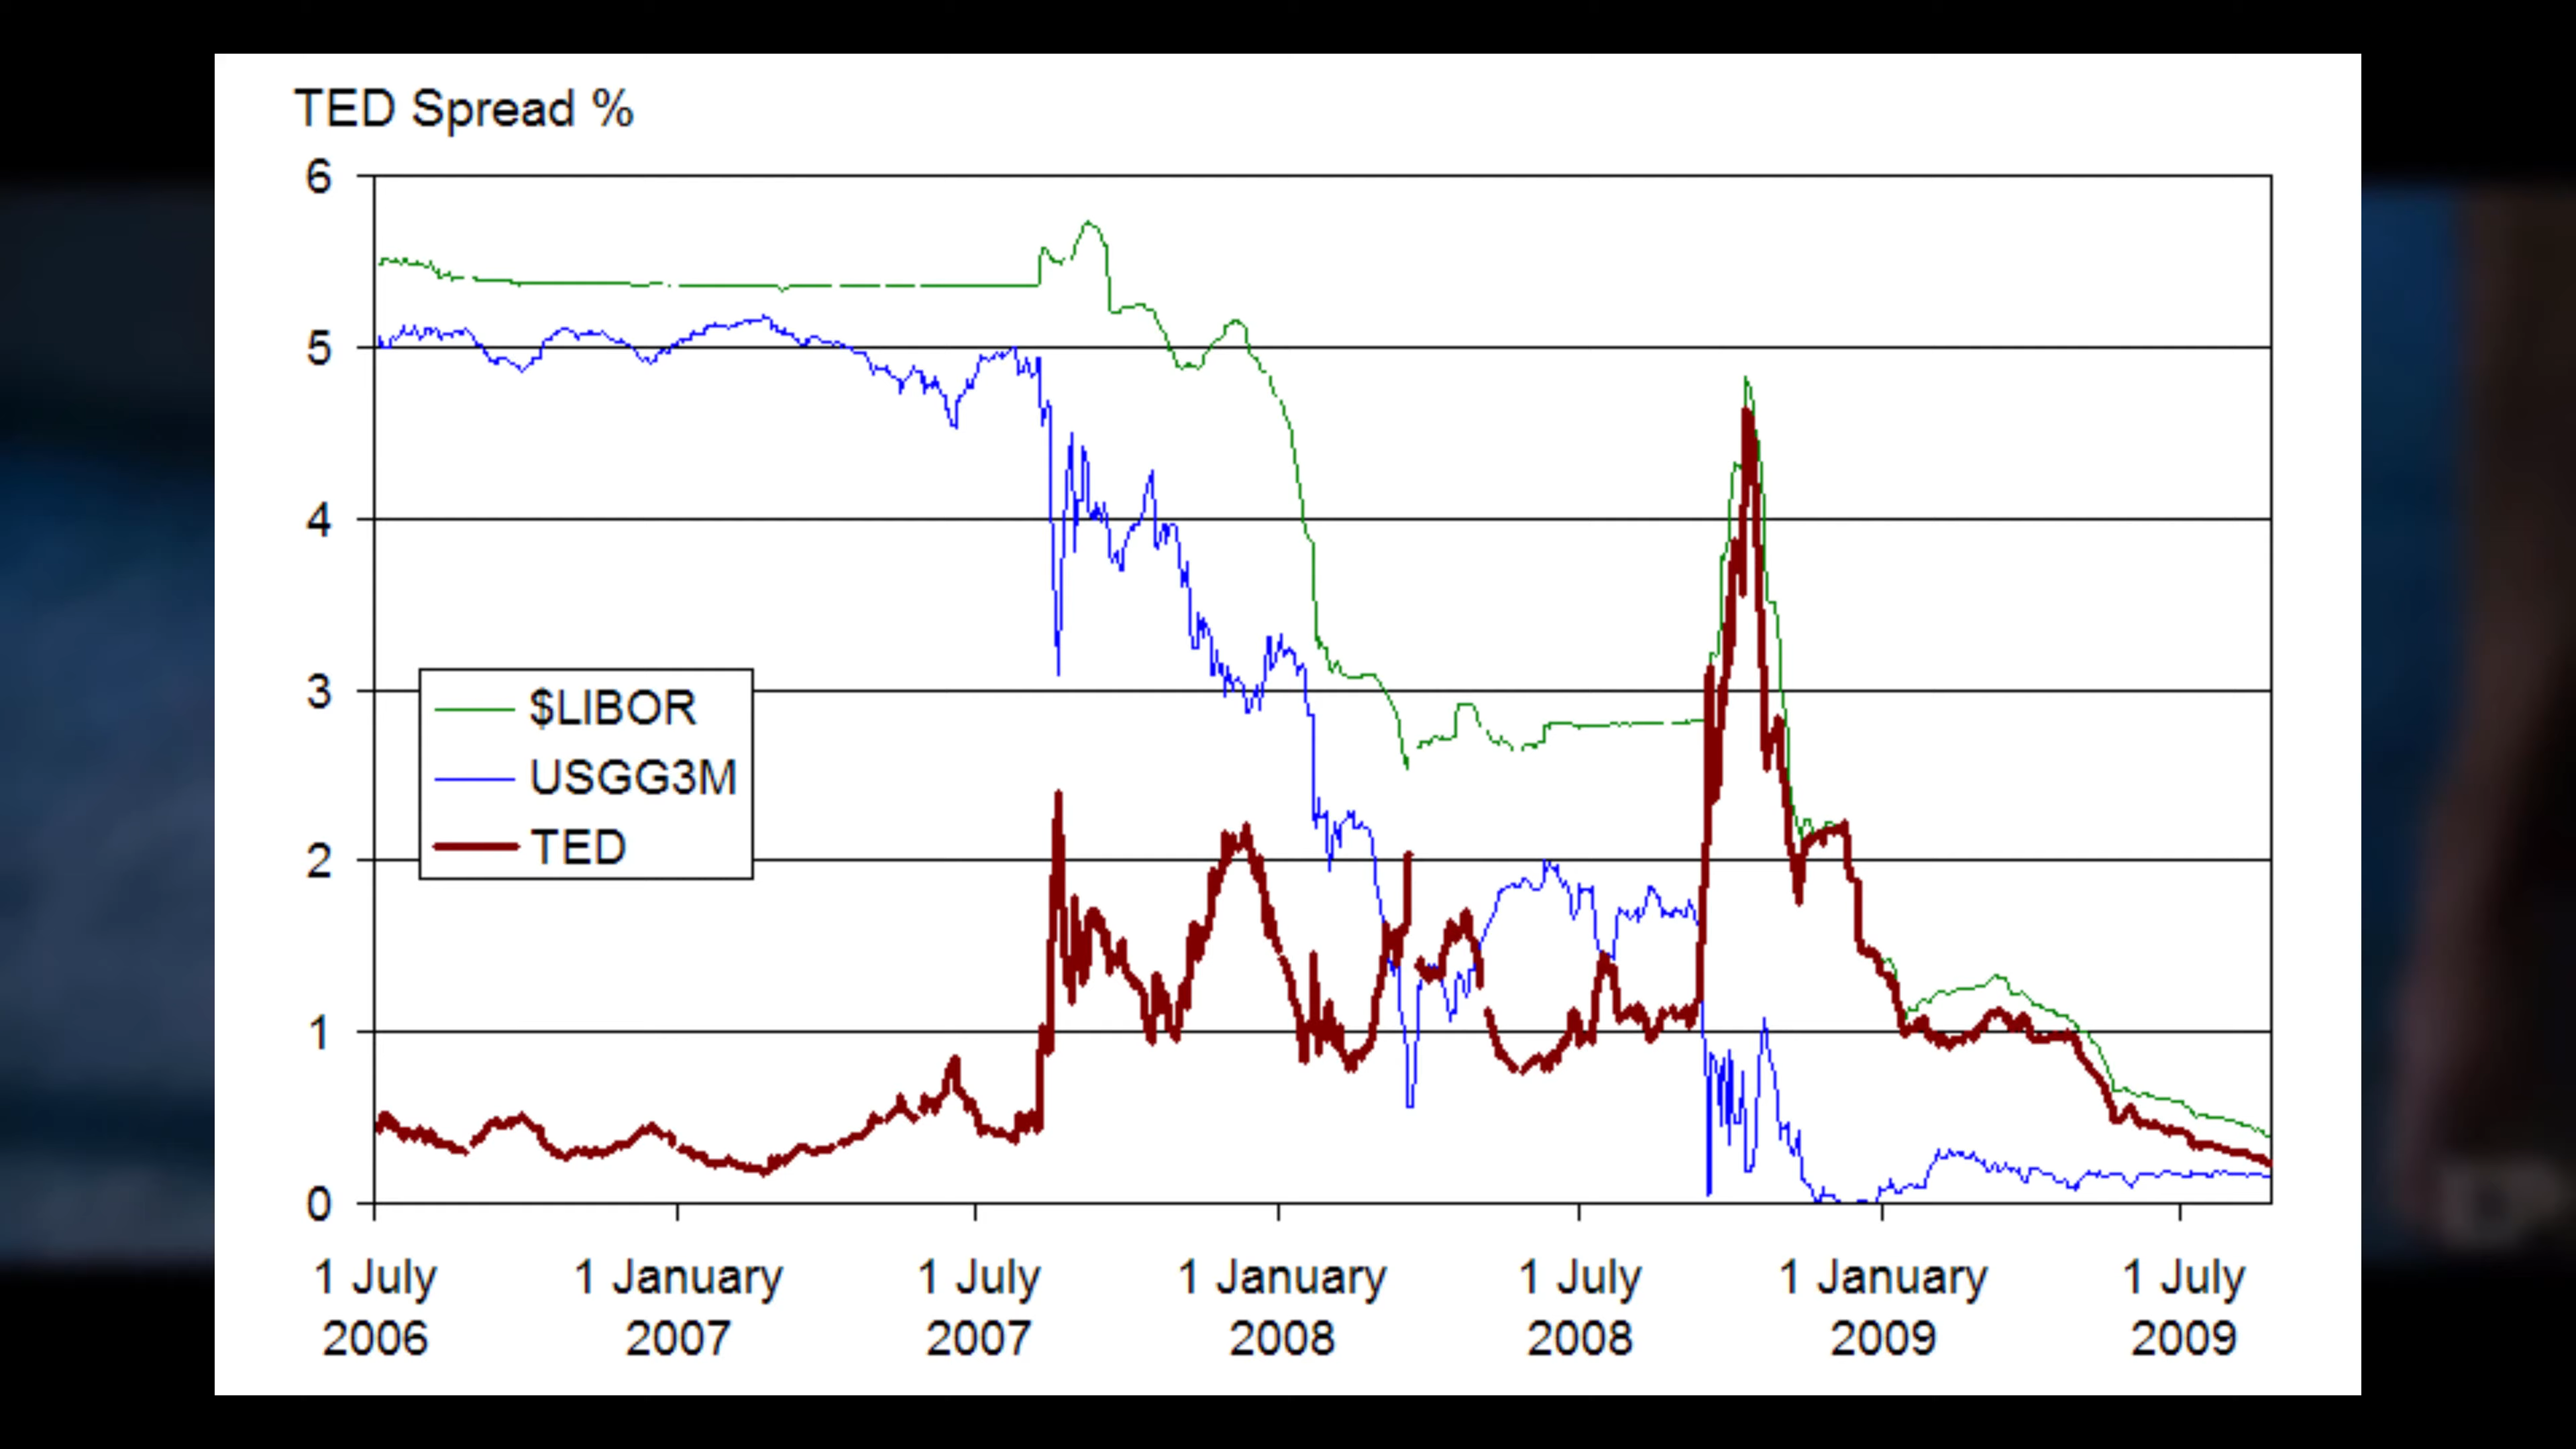 TED Spread %
6
5
4
3
2
1
0
$LIBOR
USGG3M
TED
1 July 2006
1 January 2007
1 July 2007
1 January 2008
1 July 2008
1 January 2009
1 July 2009